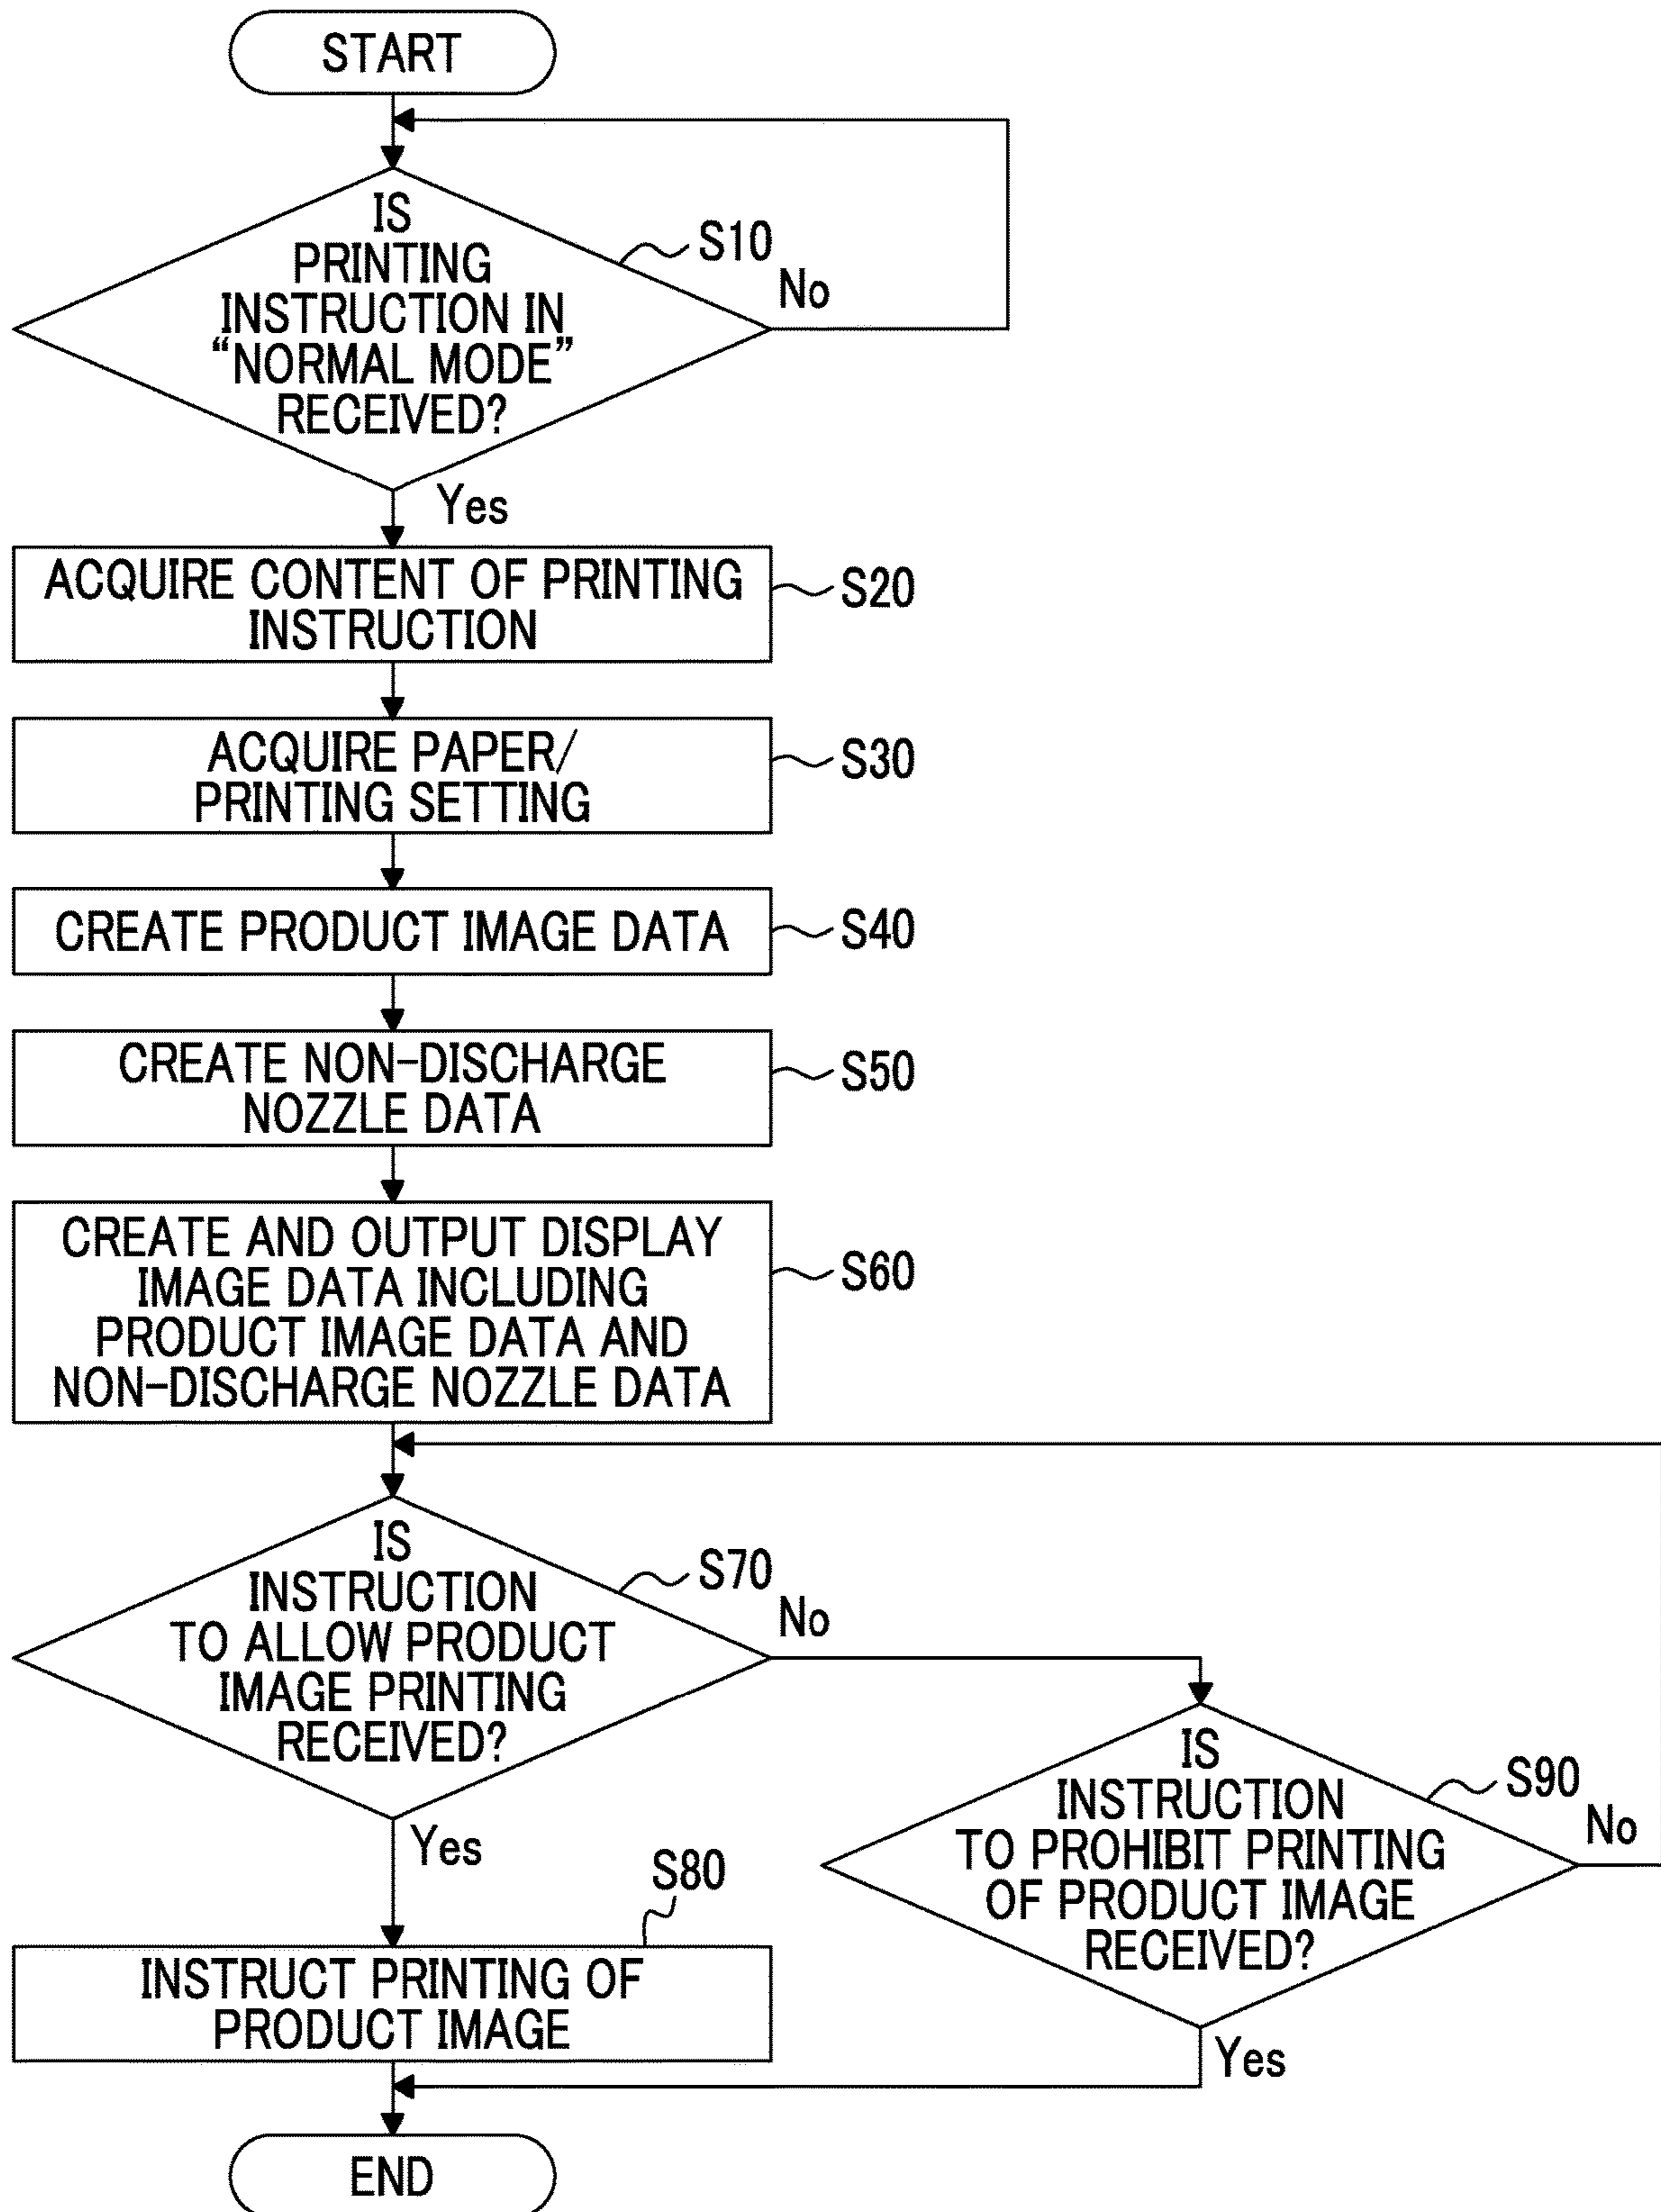 START
IS
PRINTING
INSTRUCTION IN
“NORMAL MODE”
RECEIVED?
S10
No
Yes
ACQUIRE CONTENT OF PRINTING
INSTRUCTION
S20
ACQUIRE PAPER/
PRINTING SETTING
S30
CREATE PRODUCT IMAGE DATA
S40
CREATE NON-DISCHARGE
NOZZLE DATA
S50
CREATE AND OUTPUT DISPLAY
IMAGE DATA INCLUDING
PRODUCT IMAGE DATA AND
NON-DISCHARGE NOZZLE DATA
S60
IS
INSTRUCTION
TO ALLOW PRODUCT
IMAGE PRINTING
RECEIVED?
S70
No
Yes
IS
INSTRUCTION
TO PROHIBIT PRINTING
OF PRODUCT IMAGE
RECEIVED?
S90
No
Yes
S80
INSTRUCT PRINTING OF
PRODUCT IMAGE
END